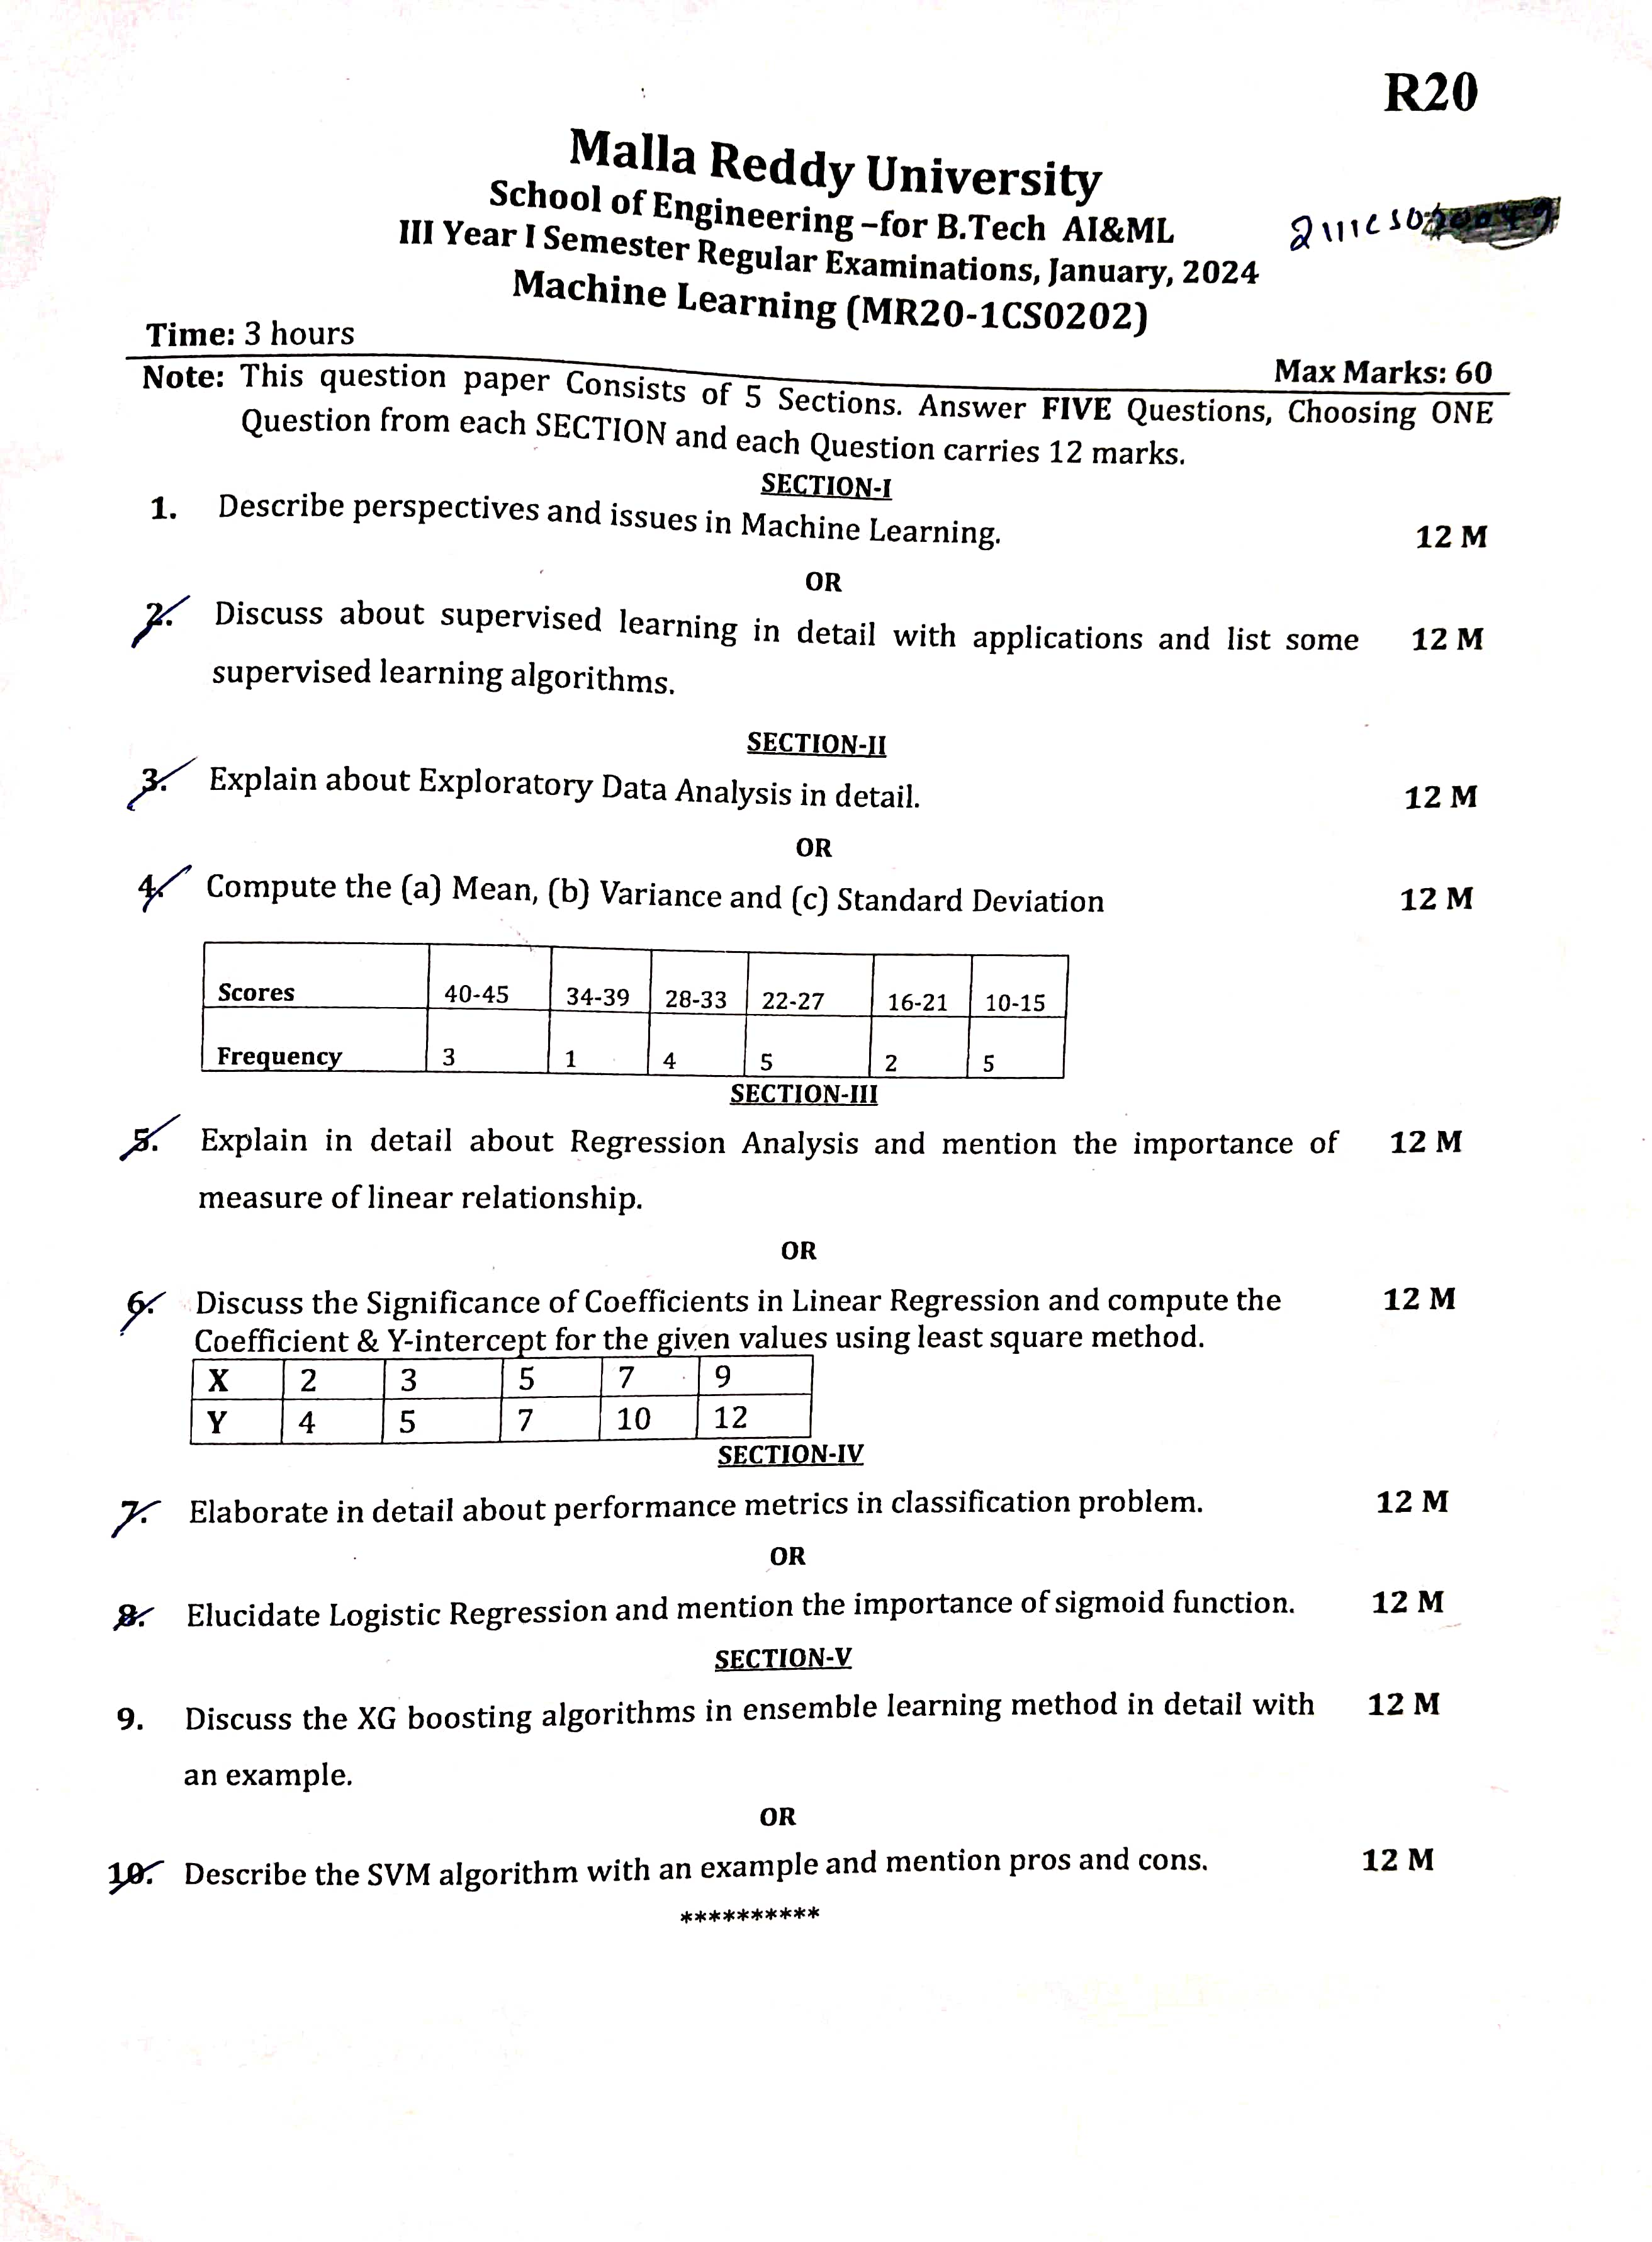 R20
Malla Reddy University
School of Engineering –for B.Tech AI&ML
III Year I Semester Regular Examinations, January, 2024
Machine Learning (MR20-1CS0202)
Time: 3 hours
Max Marks: 60
Note: This question paper Consists of 5 Sections. Answer FIVE Questions, Choosing ONE
Question from each SECTION and each Question carries 12 marks.
SECTION-I
1. Describe perspectives and issues in Machine Learning. 12 M
OR
2. Discuss about supervised learning in detail with applications and list some 12 M
supervised learning algorithms.
SECTION-II
3. Explain about Exploratory Data Analysis in detail. 12 M
OR
4. Compute the (a) Mean, (b) Variance and (c) Standard Deviation 12 M
Scores 40-45 34-39 28-33 22-27 16-21 10-15
Frequency 3 1 4 5 2 5
SECTION-III
5. Explain in detail about Regression Analysis and mention the importance of 12 M
measure of linear relationship.
OR
6. Discuss the Significance of Coefficients in Linear Regression and compute the 12 M
Coefficient & Y-intercept for the given values using least square method.
X 2 3 5 7 9
Y 4 5 7 10 12
SECTION-IV
7. Elaborate in detail about performance metrics in classification problem. 12 M
OR
8. Elucidate Logistic Regression and mention the importance of sigmoid function. 12 M
SECTION-V
9. Discuss the XG boosting algorithms in ensemble learning method in detail with 12 M
an example.
OR
10. Describe the SVM algorithm with an example and mention pros and cons. 12 M
**********